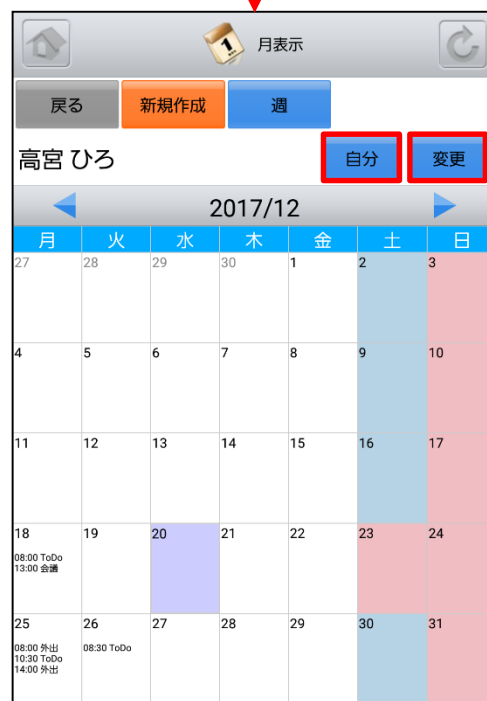 1
月表示
戻る 新規作成 週
高宮 ひろ 自分 変更
2017/12
月 火 水 木 金 土 日
27 28 29 30 1 2 3
4 5 6 7 8 9 10
11 12 13 14 15 16 17
18 19 20 21 22 23 24
08:00 ToDo
13:00 会議
25 26 27 28 29 30 31
08:00 外出 08:30 ToDo
10:30 ToDo
14:00 外出